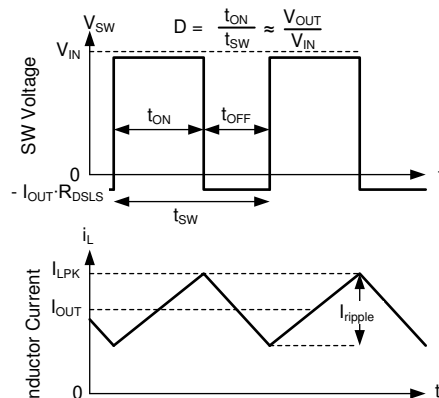 V_SW
D = t_ON / t_SW ≈ V_OUT / V_IN
V_IN
SW Voltage
t_ON
t_OFF
0
t
- I_OUT·R_DSLS
t_SW
i_L
I_LPK
I_OUT
I_ripple
nductor Current
0
t